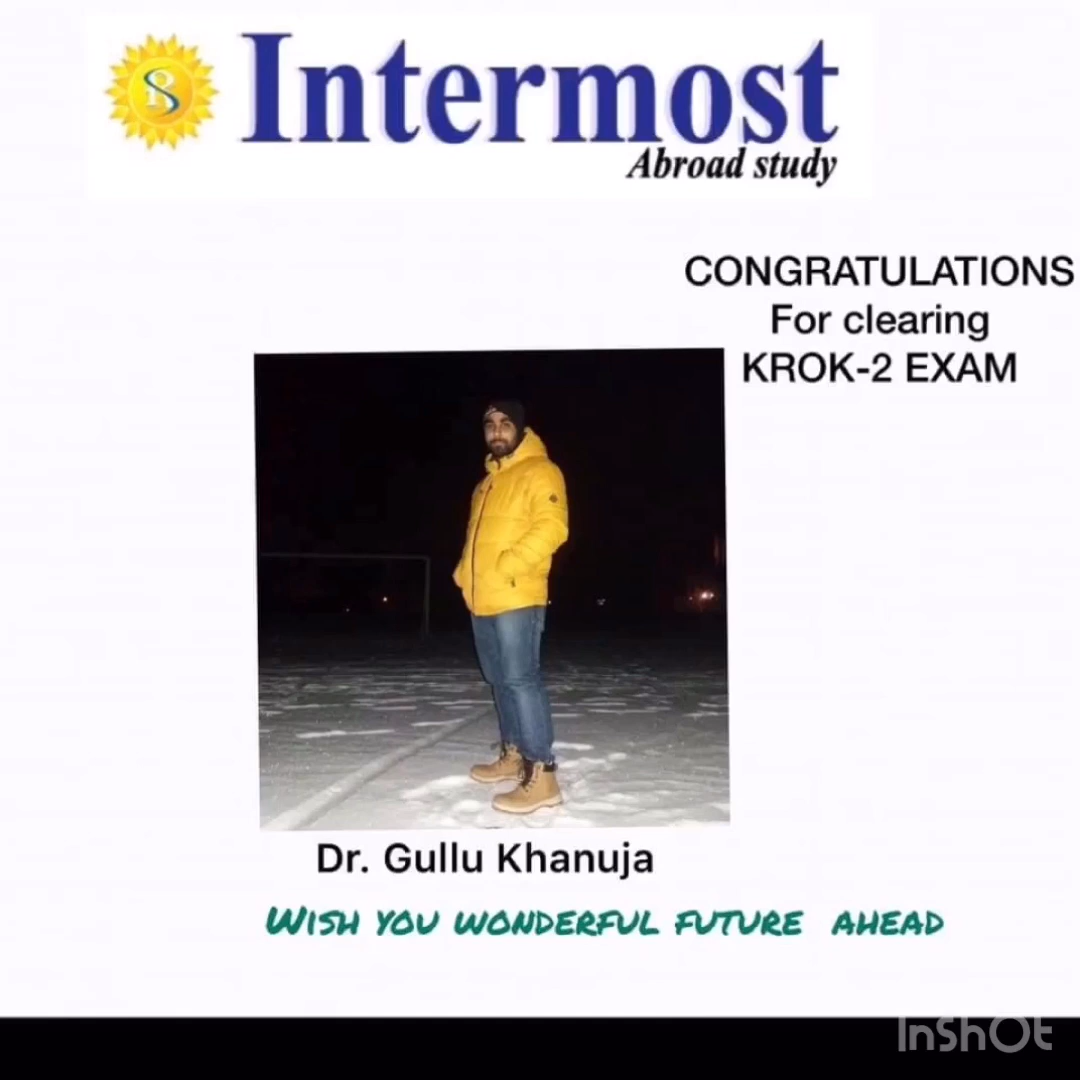 Intermost
Abroad study
CONGRATULATIONS
For clearing
KROK-2 EXAM
Dr. Gullu Khanuja
WISH YOU WONDERFUL FUTURE AHEAD
InShOt